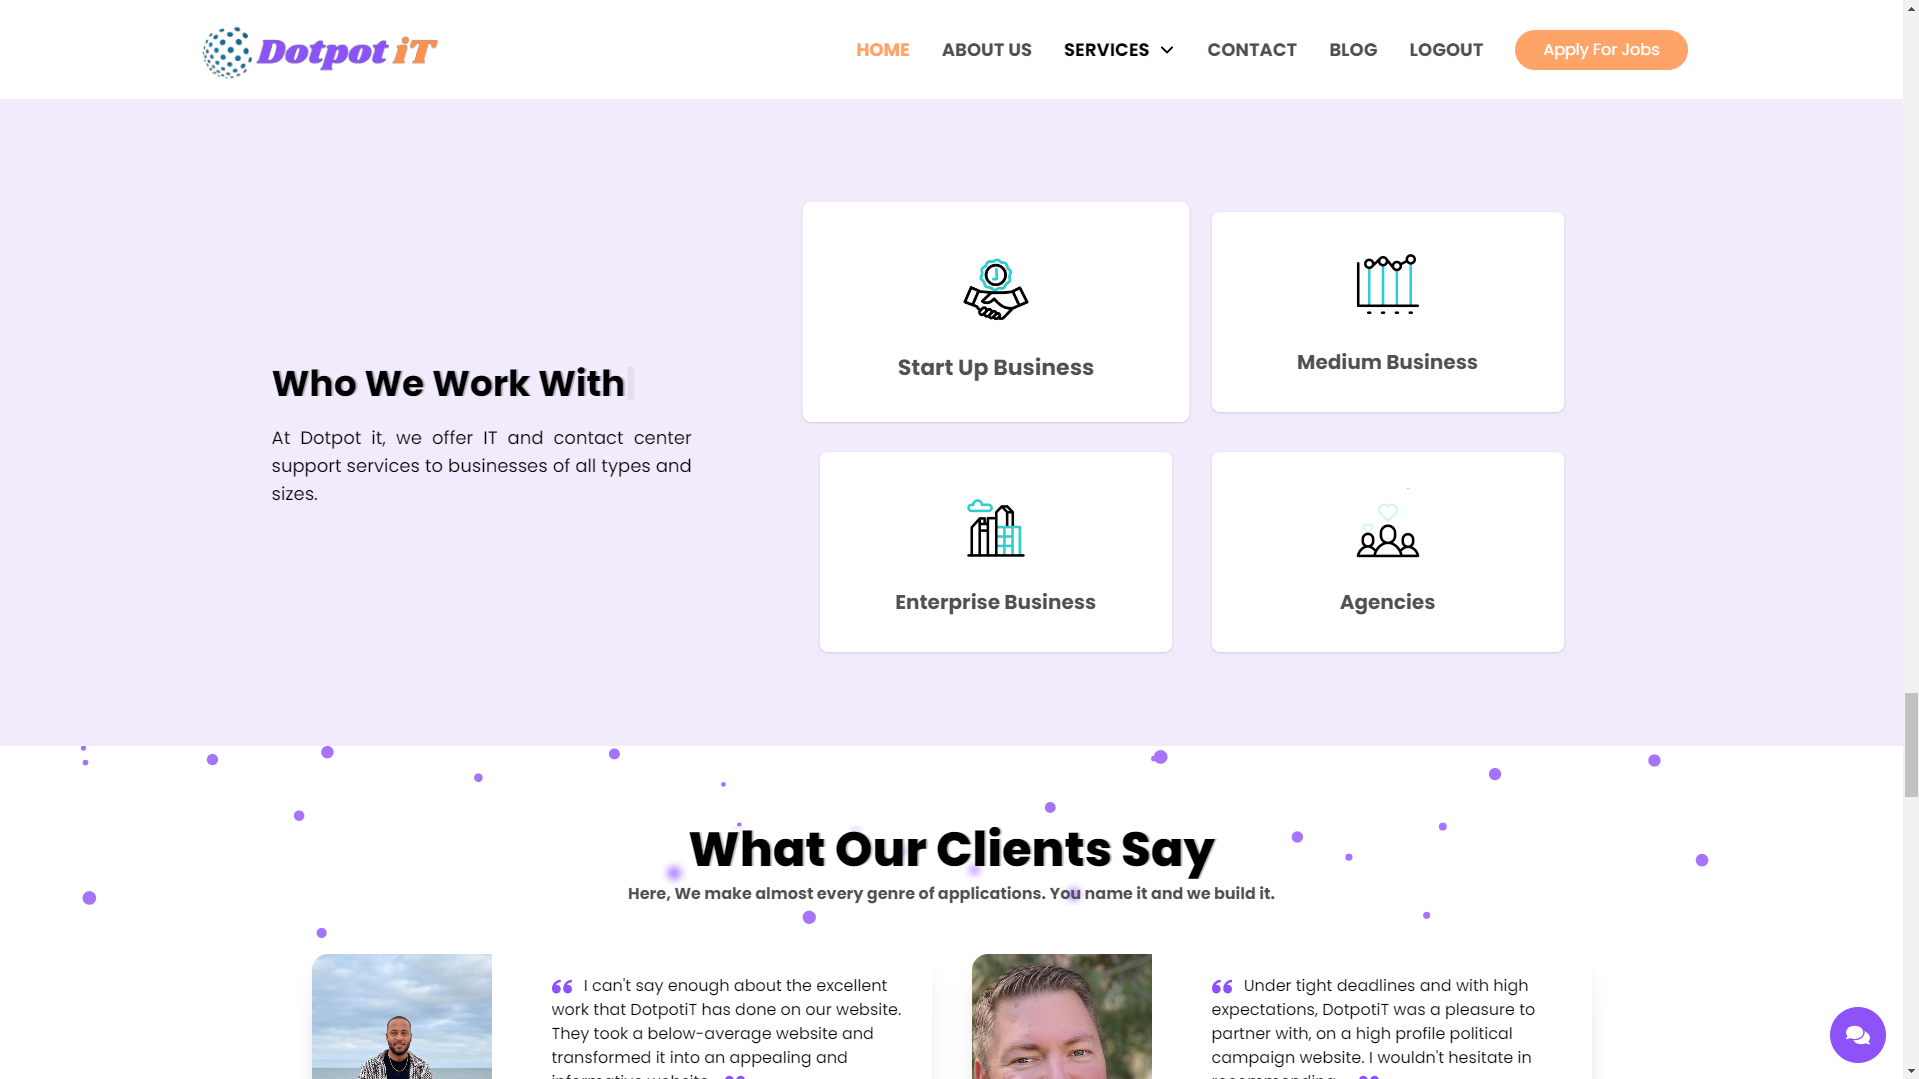 Dotpot iT
HOME ABOUT US SERVICES CONTACT BLOG LOGOUT Apply For Jobs
Who We Work With
At Dotpot it, we offer IT and contact center
support services to businesses of all types and
sizes.
Start Up Business
Medium Business
Enterprise Business
Agencies
What Our Clients Say
Here, We make almost every genre of applications. You name it and we build it.
I can't say enough about the excellent
work that DotpotiT has done on our website.
They took a below-average website and
transformed it into an appealing and
informative website.
Under tight deadlines and with high
expectations, DotpotiT was a pleasure to
partner with, on a high profile political
campaign website. I wouldn't hesitate in
recommending